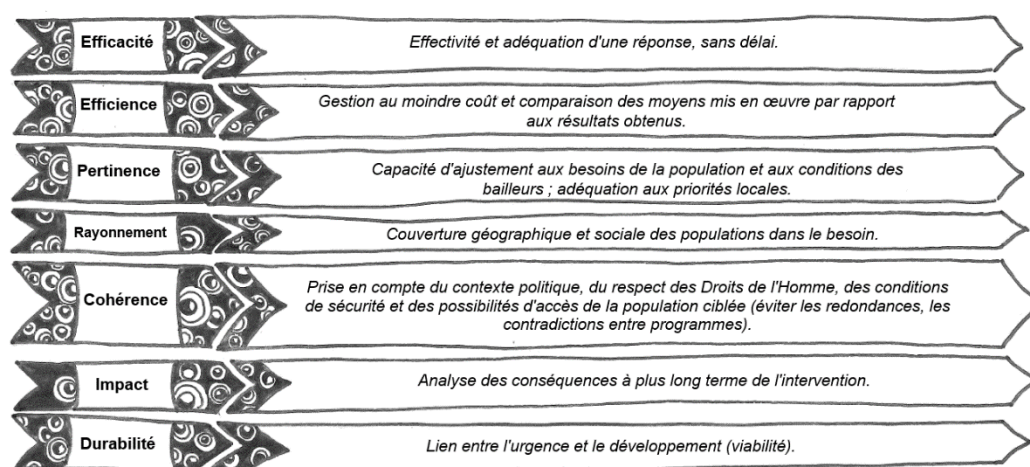 Efficacité
Effectivité et adéquation d'une réponse, sans délai.
Efficience
Gestion au moindre coût et comparaison des moyens mis en œuvre par rapport
aux résultats obtenus.
Pertinence
Capacité d'ajustement aux besoins de la population et aux conditions des
bailleurs ; adéquation aux priorités locales.
Rayonnement
Couverture géographique et sociale des populations dans le besoin.
Cohérence
Prise en compte du contexte politique, du respect des Droits de l'Homme, des conditions
de sécurité et des possibilités d'accès de la population ciblée (éviter les redondances, les
contradictions entre programmes).
Impact
Analyse des conséquences à plus long terme de l'intervention.
Durabilité
Lien entre l'urgence et le développement (viabilité).